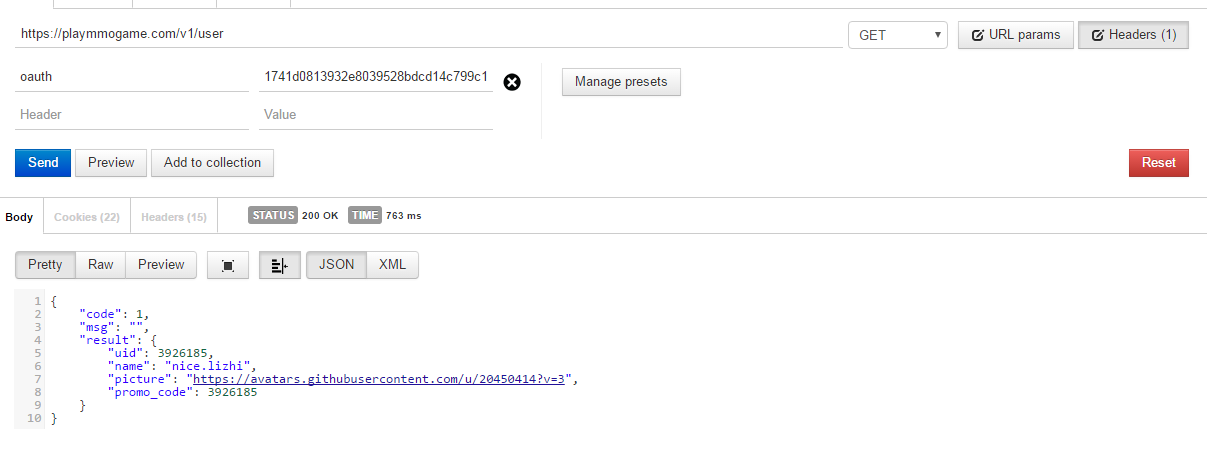 https://playmmogame.com/v1/user GET URL params Headers (1)
oauth 1741d0813932e8039528bdcd14c799c1 Manage presets
Header Value
Send Preview Add to collection Reset
Body Cookies (22) Headers (15) STATUS 200 OK TIME 763 ms
Pretty Raw Preview JSON XML
1 {
2 "code": 1,
3 "msg": "",
4 "result": {
5 "uid": 3926185,
6 "name": "nice.lizhi",
7 "picture": "https://avatars.githubusercontent.com/u/20450414?v=3",
8 "promo_code": 3926185
9 }
10 }